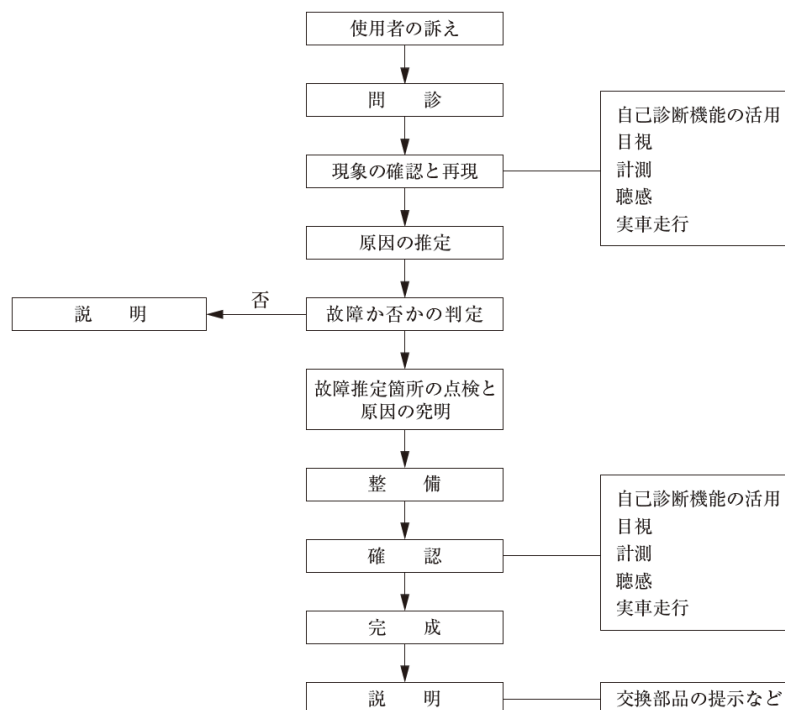 使用者の訴え
問診
現象の確認と再現
自己診断機能の活用
目視
計測
聴感
実車走行
原因の推定
故障か否かの判定
否
説明
故障推定箇所の点検と
原因の究明
整備
確認
自己診断機能の活用
目視
計測
聴感
実車走行
完成
説明
交換部品の提示など